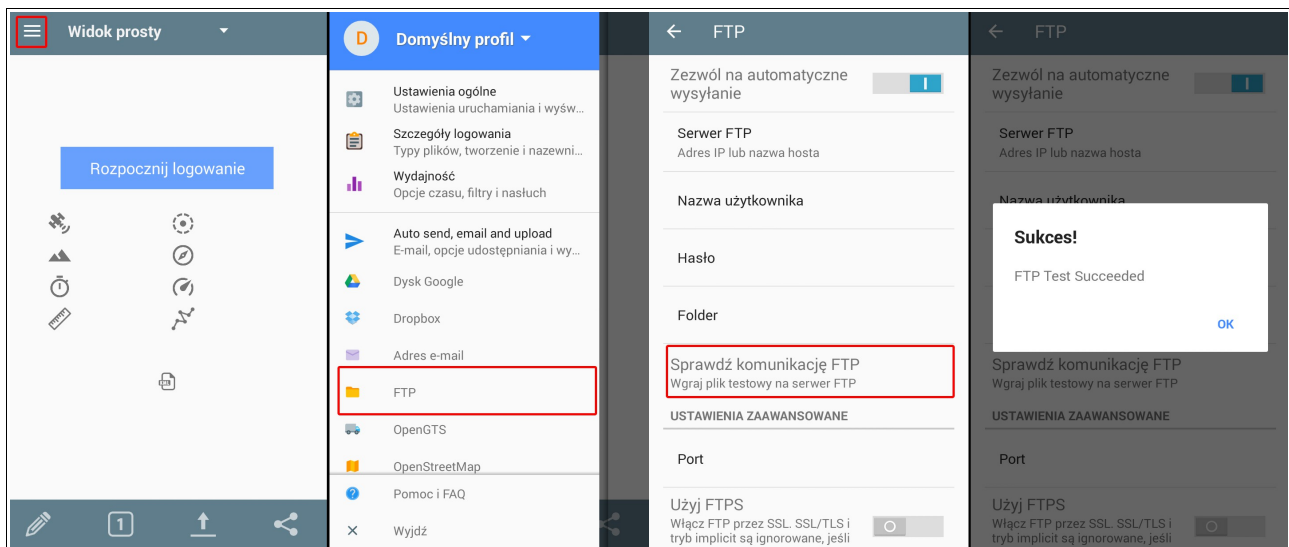 Widok prosty
Rozpocznij logowanie
1
D
Domyślny profil
Ustawienia ogólne
Ustawienia uruchamiania i wyśw...
Szczegóły logowania
Typy plików, tworzenie i nazewni...
Wydajność
Opcje czasu, filtry i nasłuch
Auto send, email and upload
E-mail, opcje udostępniania i wy...
Dysk Google
Dropbox
Adres e-mail
FTP
OpenGTS
OpenStreetMap
Pomoc i FAQ
Wyjdź
FTP
Zezwól na automatyczne
wysyłanie
Serwer FTP
Adres IP lub nazwa hosta
Nazwa użytkownika
Hasło
Folder
Sprawdź komunikację FTP
Wgraj plik testowy na serwer FTP
USTAWIENIA ZAAWANSOWANE
Port
Użyj FTPS
Włącz FTP przez SSL. SSL/TLS i
tryb implicit są ignorowane, jeśli
FTP
Zezwól na automatyczne
wysyłanie
Serwer FTP
Adres IP lub nazwa hosta
Nazwa użytkownika
Sukces!
FTP Test Succeeded
OK
Sprawdź komunikację FTP
Wgraj plik testowy na serwer FTP
USTAWIENIA ZAAWANSOWANE
Port
Użyj FTPS
Włącz FTP przez SSL. SSL/TLS i
tryb implicit są ignorowane, jeśli